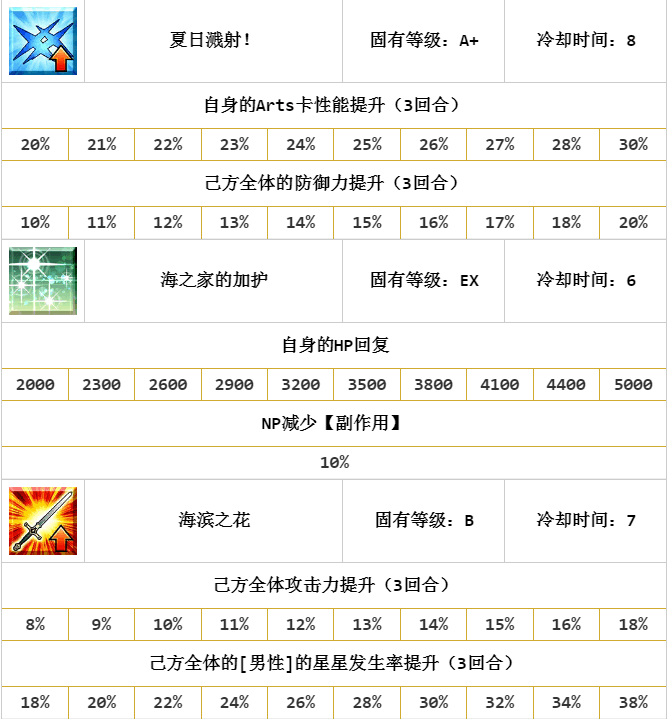 夏日溅射！ 固有等级：A+ 冷却时间：8
自身的Arts卡性能提升（3回合）
20% 21% 22% 23% 24% 25% 26% 27% 28% 30%
己方全体的防御力提升（3回合）
10% 11% 12% 13% 14% 15% 16% 17% 18% 20%
海之家的加护 固有等级：EX 冷却时间：6
自身的HP回复
2000 2300 2600 2900 3200 3500 3800 4100 4400 5000
NP减少【副作用】
10%
海滨之花 固有等级：B 冷却时间：7
己方全体攻击力提升（3回合）
8% 9% 10% 11% 12% 13% 14% 15% 16% 18%
己方全体的[男性]的星星发生率提升（3回合）
18% 20% 22% 24% 26% 28% 30% 32% 34% 38%